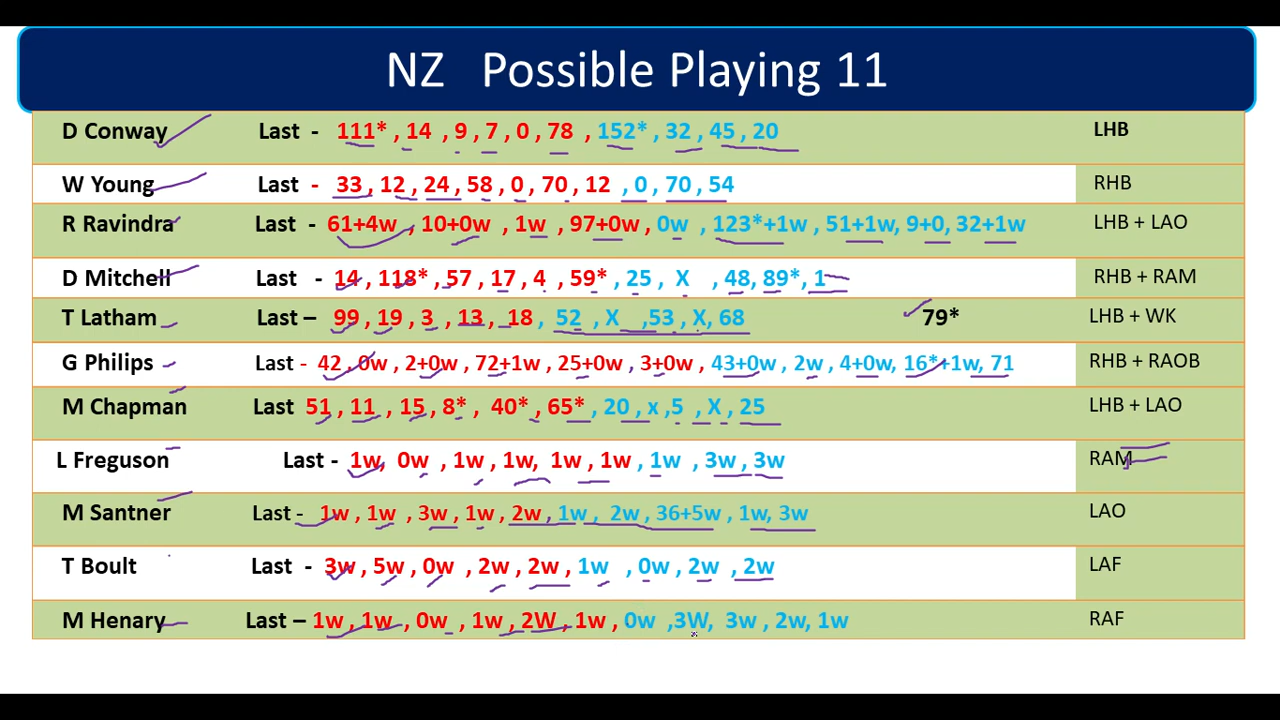 NZ Possible Playing 11
D Conway Last - 111* , 14 , 9 , 7 , 0 , 78 , 152* , 32 , 45 , 20 LHB
W Young Last - 33 , 12 , 24 , 58 , 0 , 70 , 12 , 0 , 70 , 54 RHB
R Ravindra Last - 61+4w , 10+0w , 1w , 97+0w , 0w , 123*+1w , 51+1w, 9+0 , 32+1w LHB + LAO
D Mitchell Last - 14 , 118* , 57 , 17 , 4 , 59* , 25 , X , 48, 89*, 1 RHB + RAM
T Latham Last – 99 , 19 , 3 , 13 , 18 , 52 , X ,53 , X, 68 79* LHB + WK
G Philips Last - 42 , 0w , 2+0w , 72+1w , 25+0w , 3+0w , 43+0w , 2w , 4+0w, 16*+1w, 71 RHB + RAOB
M Chapman Last 51 , 11 , 15 , 8* , 40* , 65* , 20 , x ,5 , X , 25 LHB + LAO
L Freguson Last - 1w, 0w , 1w , 1w, 1w , 1w , 1w , 3w , 3w RAM
M Santner Last - 1w , 1w , 3w , 1w , 2w , 1w , 2w , 36+5w , 1w, 3w LAO
T Boult Last - 3w , 5w , 0w , 2w , 2w , 1w , 0w , 2w , 2w LAF
M Henary Last – 1w , 1w , 0w , 1w , 2W , 1w , 0w ,3W, 3w , 2w, 1w RAF